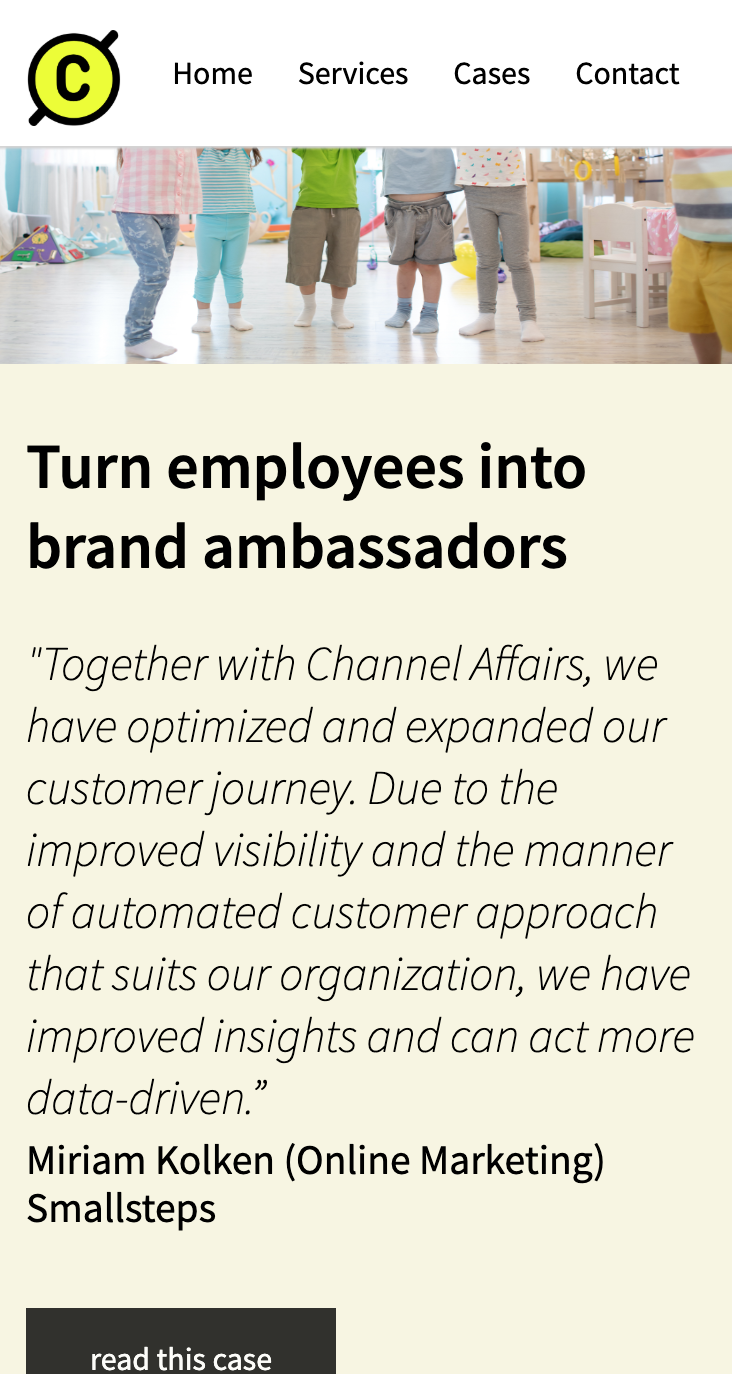 C
Home Services Cases Contact
Turn employees into
brand ambassadors
"Together with Channel Affairs, we
have optimized and expanded our
customer journey. Due to the
improved visibility and the manner
of automated customer approach
that suits our organization, we have
improved insights and can act more
data-driven.”
Miriam Kolken (Online Marketing)
Smallsteps
read this case